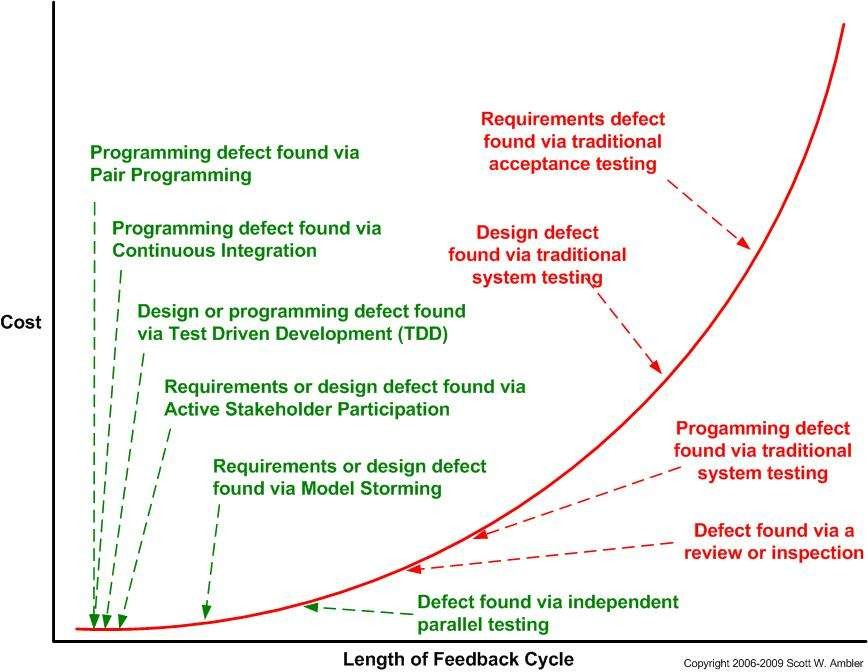 Requirements defect
found via traditional
acceptance testing
Programming defect found via
Pair Programming
Programming defect found via
Continuous Integration
Design defect
found via traditional
system testing
Design or programming defect found
via Test Driven Development (TDD)
Cost
Requirements or design defect found via
Active Stakeholder Participation
Progamming defect
found via traditional
system testing
Requirements or design defect
found via Model Storming
Defect found via a
review or inspection
Defect found via independent
parallel testing
Length of Feedback Cycle
Copyright 2006-2009 Scott W. Ambler